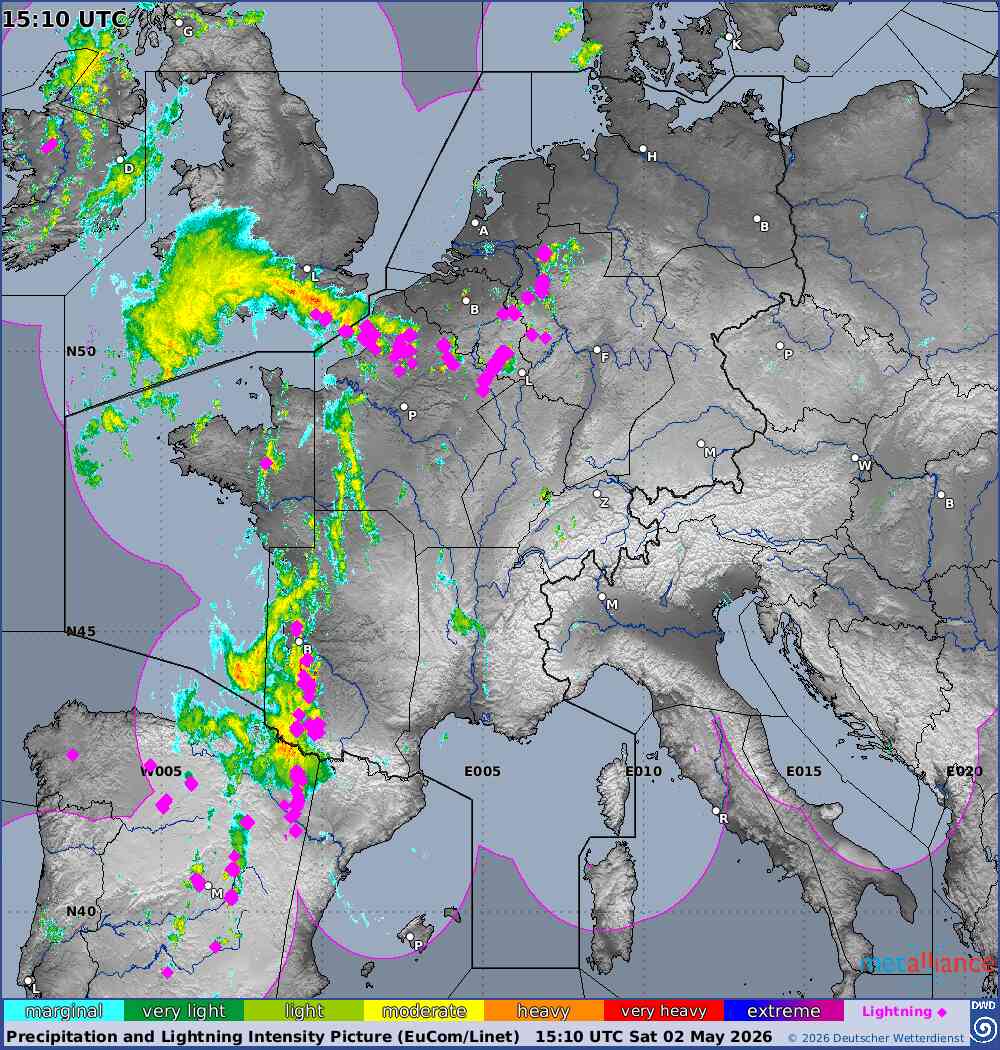 15:10 UTC
G
K
D
H
A
B
L
B
N50
F
P
L
P
M
W
Z
B
M
N45
B
W005
E005
E010
E015
E020
R
M
N40
P
L
metalliance
marginal
very light
light
moderate
heavy
very heavy
extreme
Lightning ◆
DWD
Precipitation and Lightning Intensity Picture (EuCom/Linet) 15:10 UTC Sat 02 May 2026 © 2026 Deutscher Wetterdienst